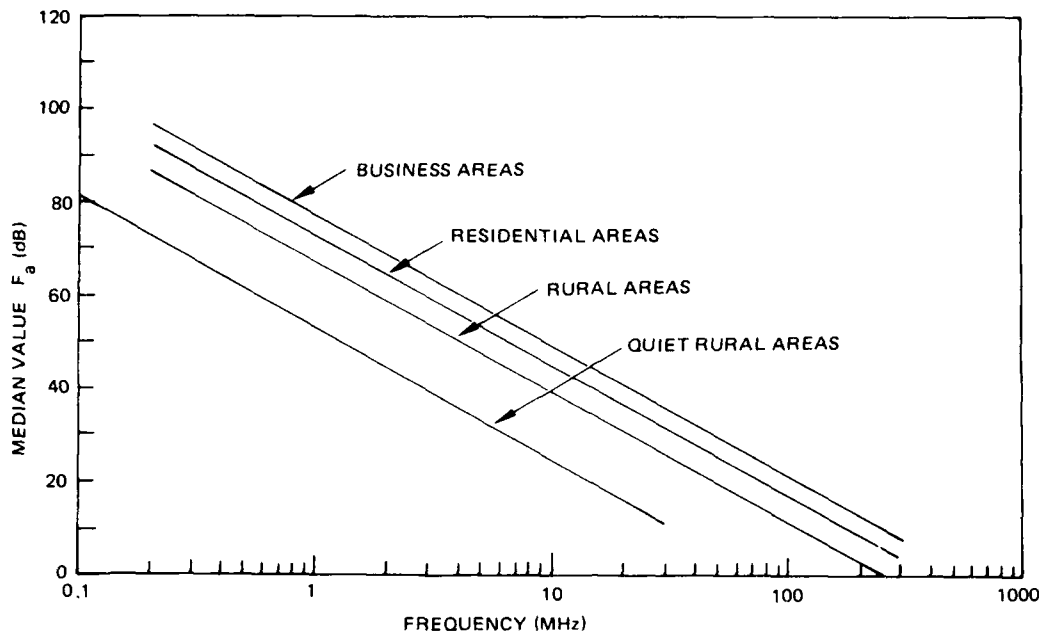 120
100
80
60
40
20
0
MEDIAN VALUE Fa (dB)
BUSINESS AREAS
RESIDENTIAL AREAS
RURAL AREAS
QUIET RURAL AREAS
0.1 1 10 100 1000
FREQUENCY (MHz)